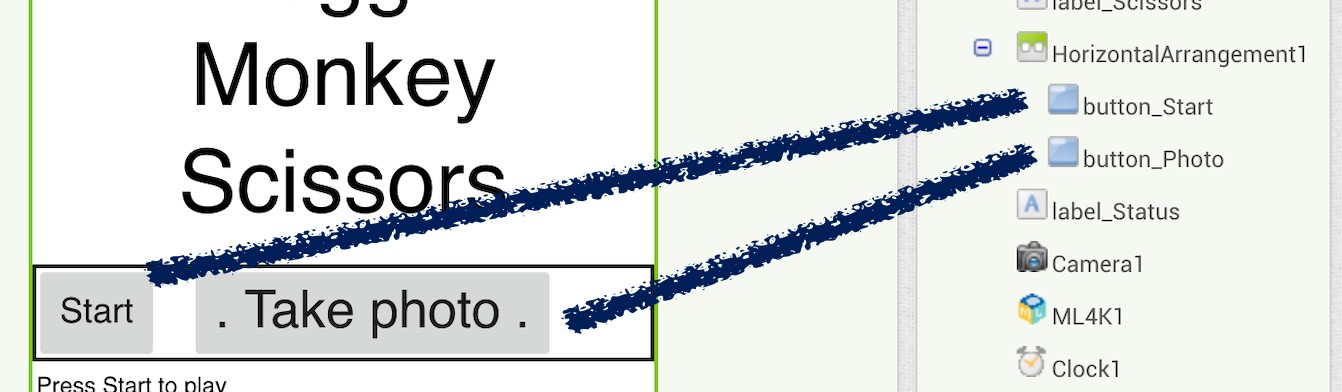 Monkey
Scissors
Start
. Take photo .
Press Start to play
label_Scissors
HorizontalArrangement1
button_Start
button_Photo
label_Status
Camera1
ML4K1
Clock1